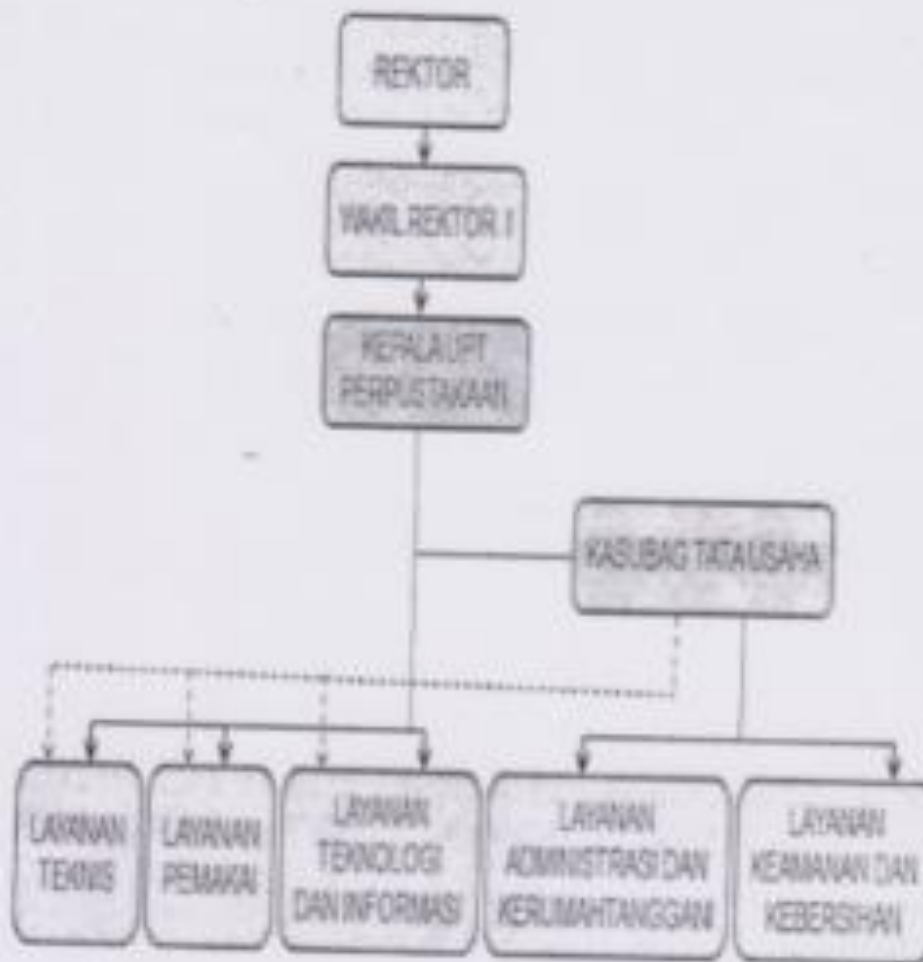 REKTOR
WAKIL REKTOR I
KEPALA UPT
PERPUSTAKAAN
KASUBAG TATA USAHA
LAYANAN
TEKNIS
LAYANAN
PEMAKAI
LAYANAN
TEKNOLOGI
DAN INFORMASI
LAYANAN
ADMINISTRASI DAN
KERUMAHTANGGAN
LAYANAN
KEAMANAN DAN
KEBERSIHAN